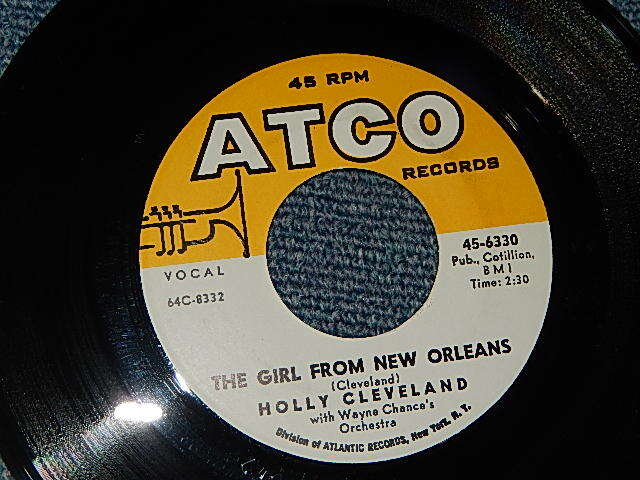 45 RPM
ATCO
RECORDS
VOCAL
64C-8332
45-6330
Pub., Cotillion,
BMI
Time: 2:30
THE GIRL FROM NEW ORLEANS
(Cleveland)
HOLLY CLEVELAND
with Wayne Chance's
Orchestra
Division of ATLANTIC RECORDS, New York, N.Y.